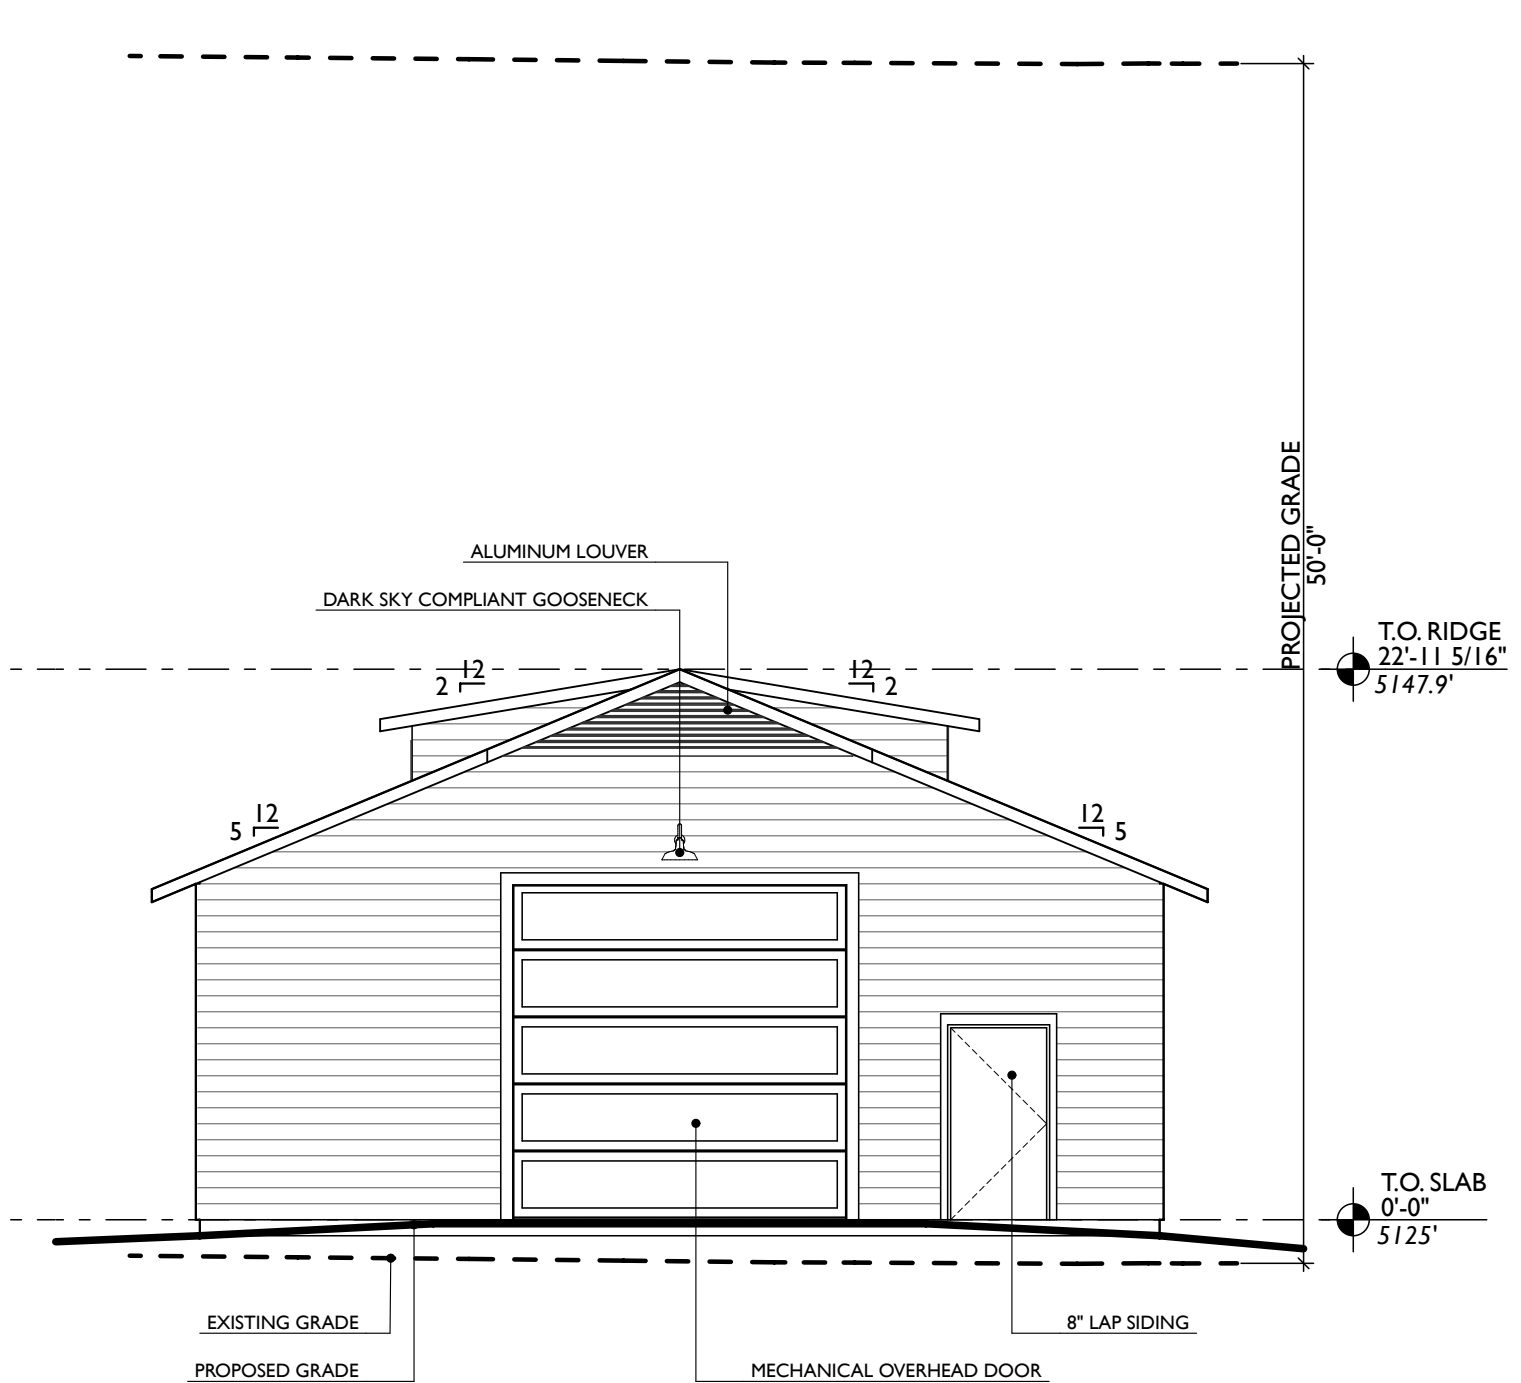 PROJECTED GRADE
50'-0"
ALUMINUM LOUVER
DARK SKY COMPLIANT GOOSENECK
T.O. RIDGE
22'-11 5/16"
5147.9'
12
2
12
2
12
5
12
5
T.O. SLAB
0'-0"
5125'
EXISTING GRADE
8" LAP SIDING
PROPOSED GRADE
MECHANICAL OVERHEAD DOOR